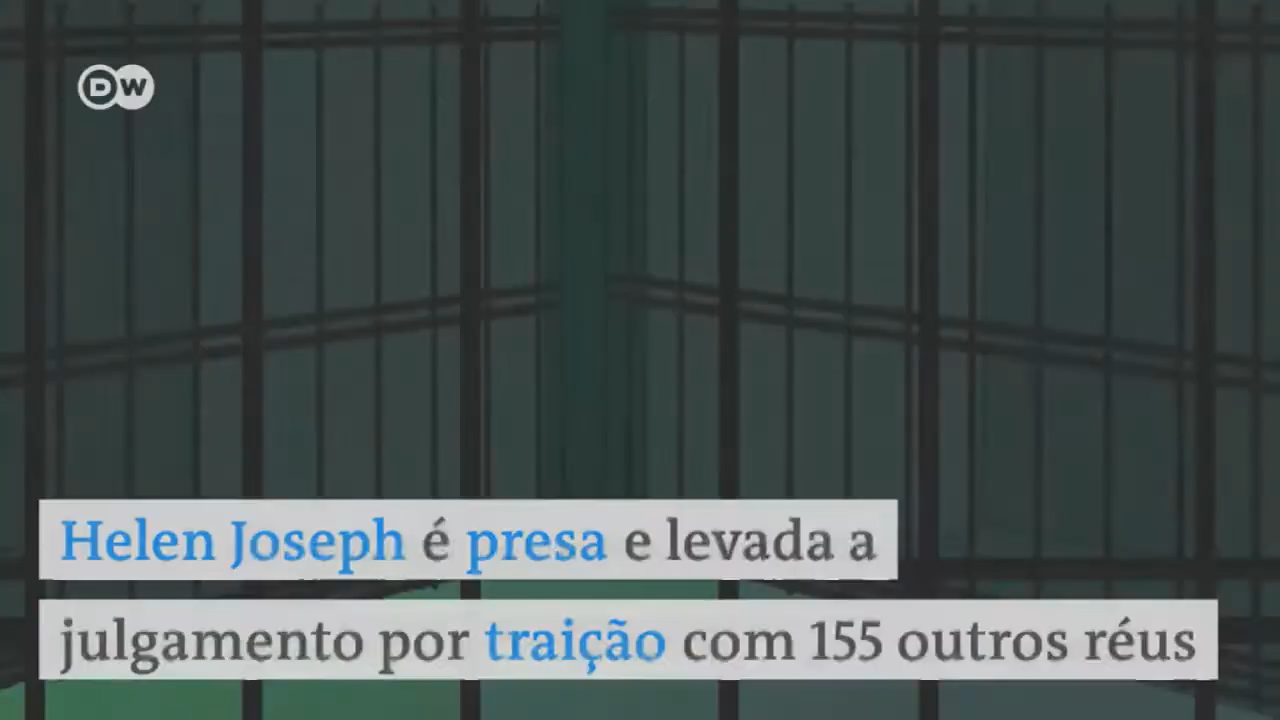 DW
Helen Joseph é presa e levada a
julgamento por traição com 155 outros réus